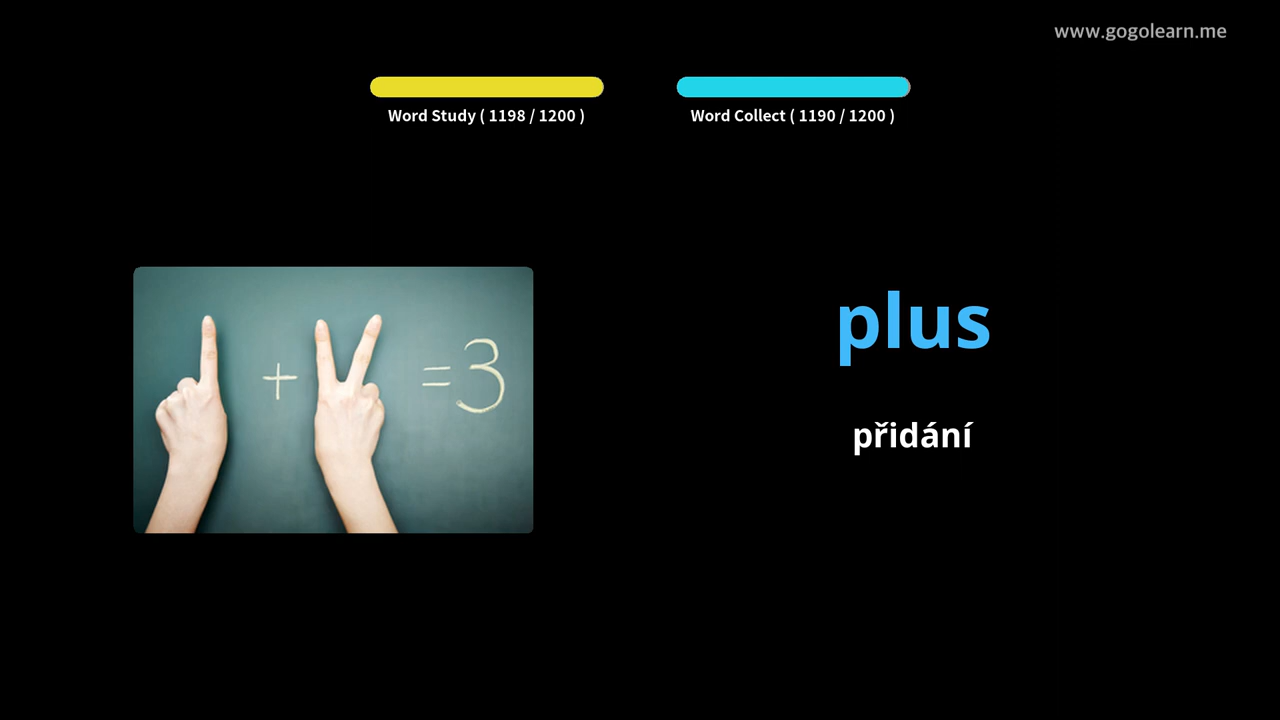 www.gogolearn.me
Word Study ( 1198 / 1200 )
Word Collect ( 1190 / 1200 )
+ = 3
plus
přidání